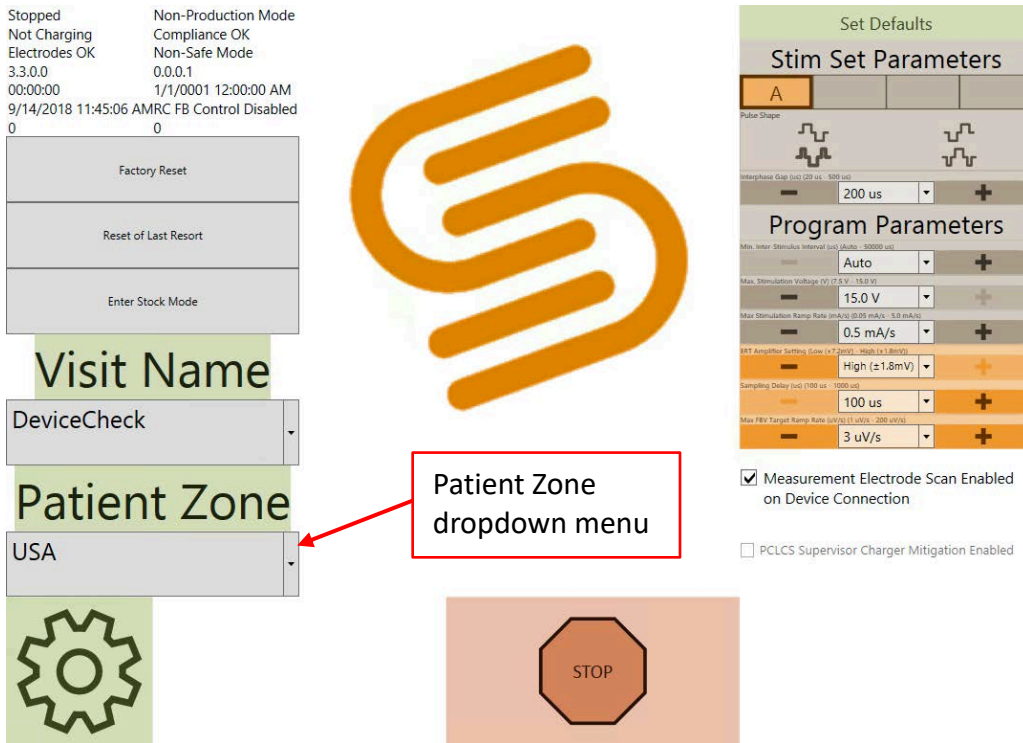 Stopped Non-Production Mode
Not Charging Compliance OK
Electrodes OK Non-Safe Mode
3.3.0.0 0.0.0.1
00:00:00 1/1/0001 12:00:00 AM
9/14/2018 11:45:06 AMRC FB Control Disabled
0 0
Factory Reset
Reset of Last Resort
Enter Stock Mode
Visit Name
DeviceCheck
Patient Zone
USA
Patient Zone
dropdown menu
STOP
Set Defaults
Stim Set Parameters
A
Pulse Shape
Interphase Gap (us) (20 us - 500 us)
200 us
Program Parameters
Min. Inter-Stimulus Interval (us) (Auto - 50000 us)
Auto
Max. Stimulation Voltage (V) (7.5 V - 15.0 V)
15.0 V
Max Stimulation Ramp Rate (mA/s) (0.05 mA/s - 5.0 mA/s)
0.5 mA/s
ERT Amplifier Setting (Low (±7.2mV) - High (±1.8mV))
High (±1.8mV)
Sampling Delay (us) (100 us - 1000 us)
100 us
Max FBV Target Ramp Rate (uV/s) (1 uV/s - 200 uV/s)
3 uV/s
Measurement Electrode Scan Enabled
on Device Connection
PCLCS Supervisor Charger Mitigation Enabled